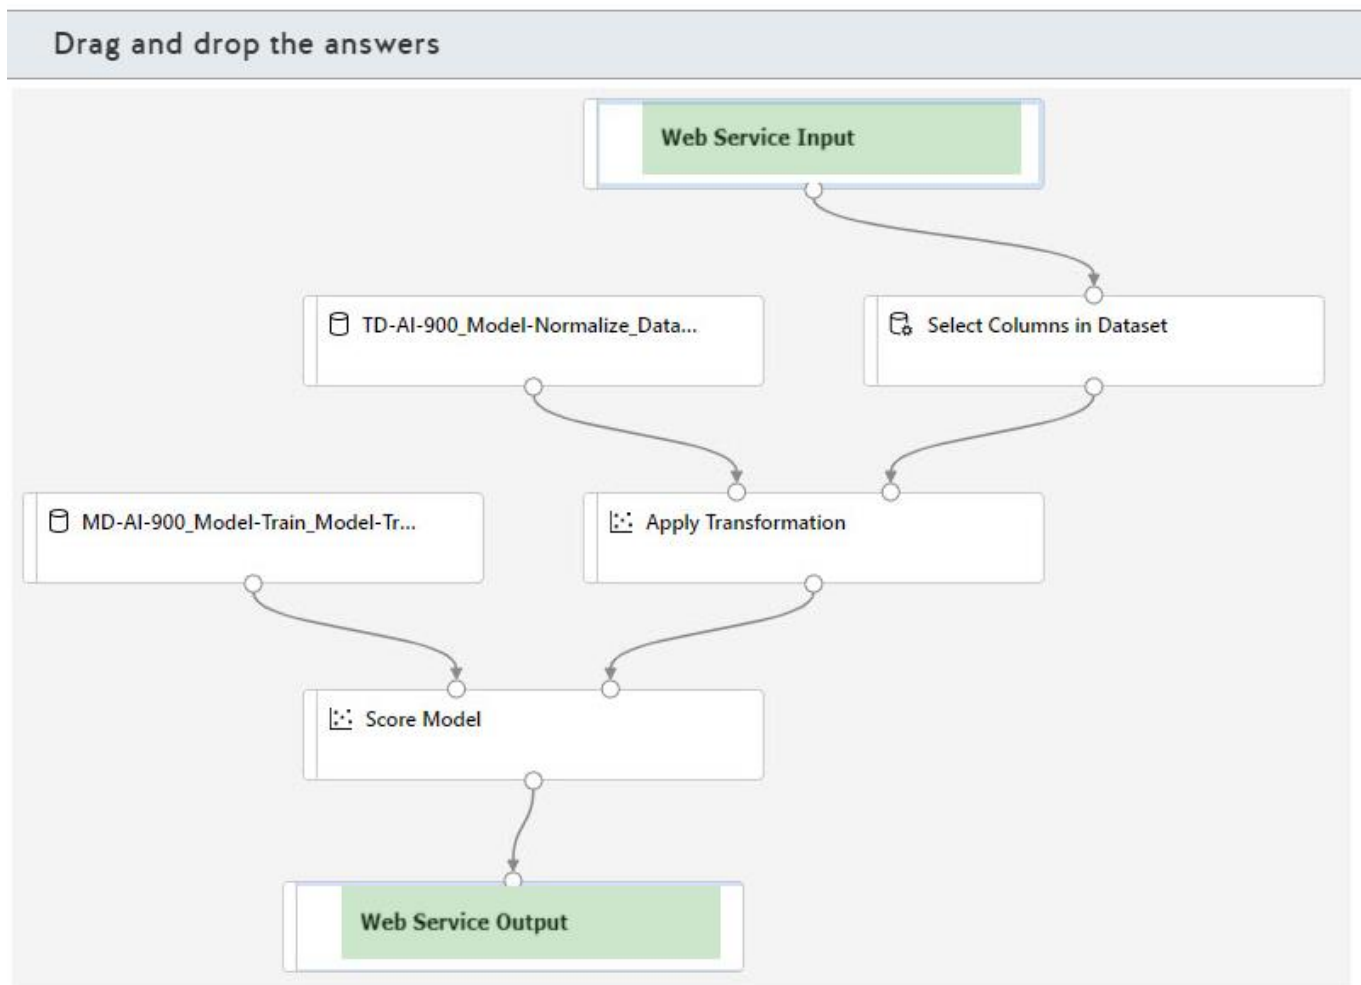 Drag and drop the answers
Web Service Input
TD-AI-900_Model-Normalize_Data...
Select Columns in Dataset
MD-AI-900_Model-Train_Model-Tr...
Apply Transformation
Score Model
Web Service Output